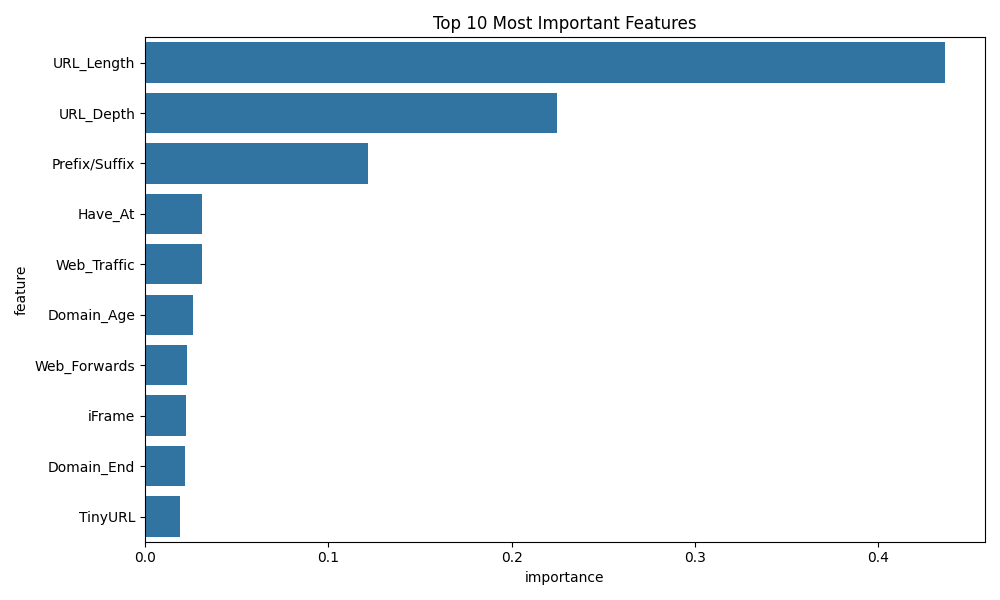 Top 10 Most Important Features
feature
URL_Length
URL_Depth
Prefix/Suffix
Have_At
Web_Traffic
Domain_Age
Web_Forwards
iFrame
Domain_End
TinyURL
0.0 0.1 0.2 0.3 0.4
importance